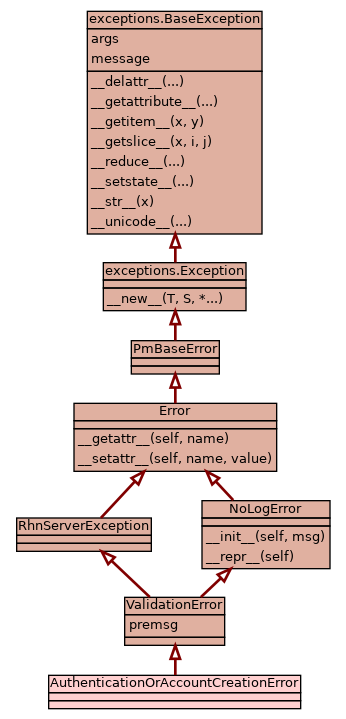 exceptions.BaseException
args
message
__delattr__(...)
__getattribute__(...)
__getitem__(x, y)
__getslice__(x, i, j)
__reduce__(...)
__setstate__(...)
__str__(x)
__unicode__(...)
exceptions.Exception
__new__(T, S, *...)
PmBaseError
Error
__getattr__(self, name)
__setattr__(self, name, value)
RhnServerException
NoLogError
__init__(self, msg)
__repr__(self)
ValidationError
premsg
AuthenticationOrAccountCreationError